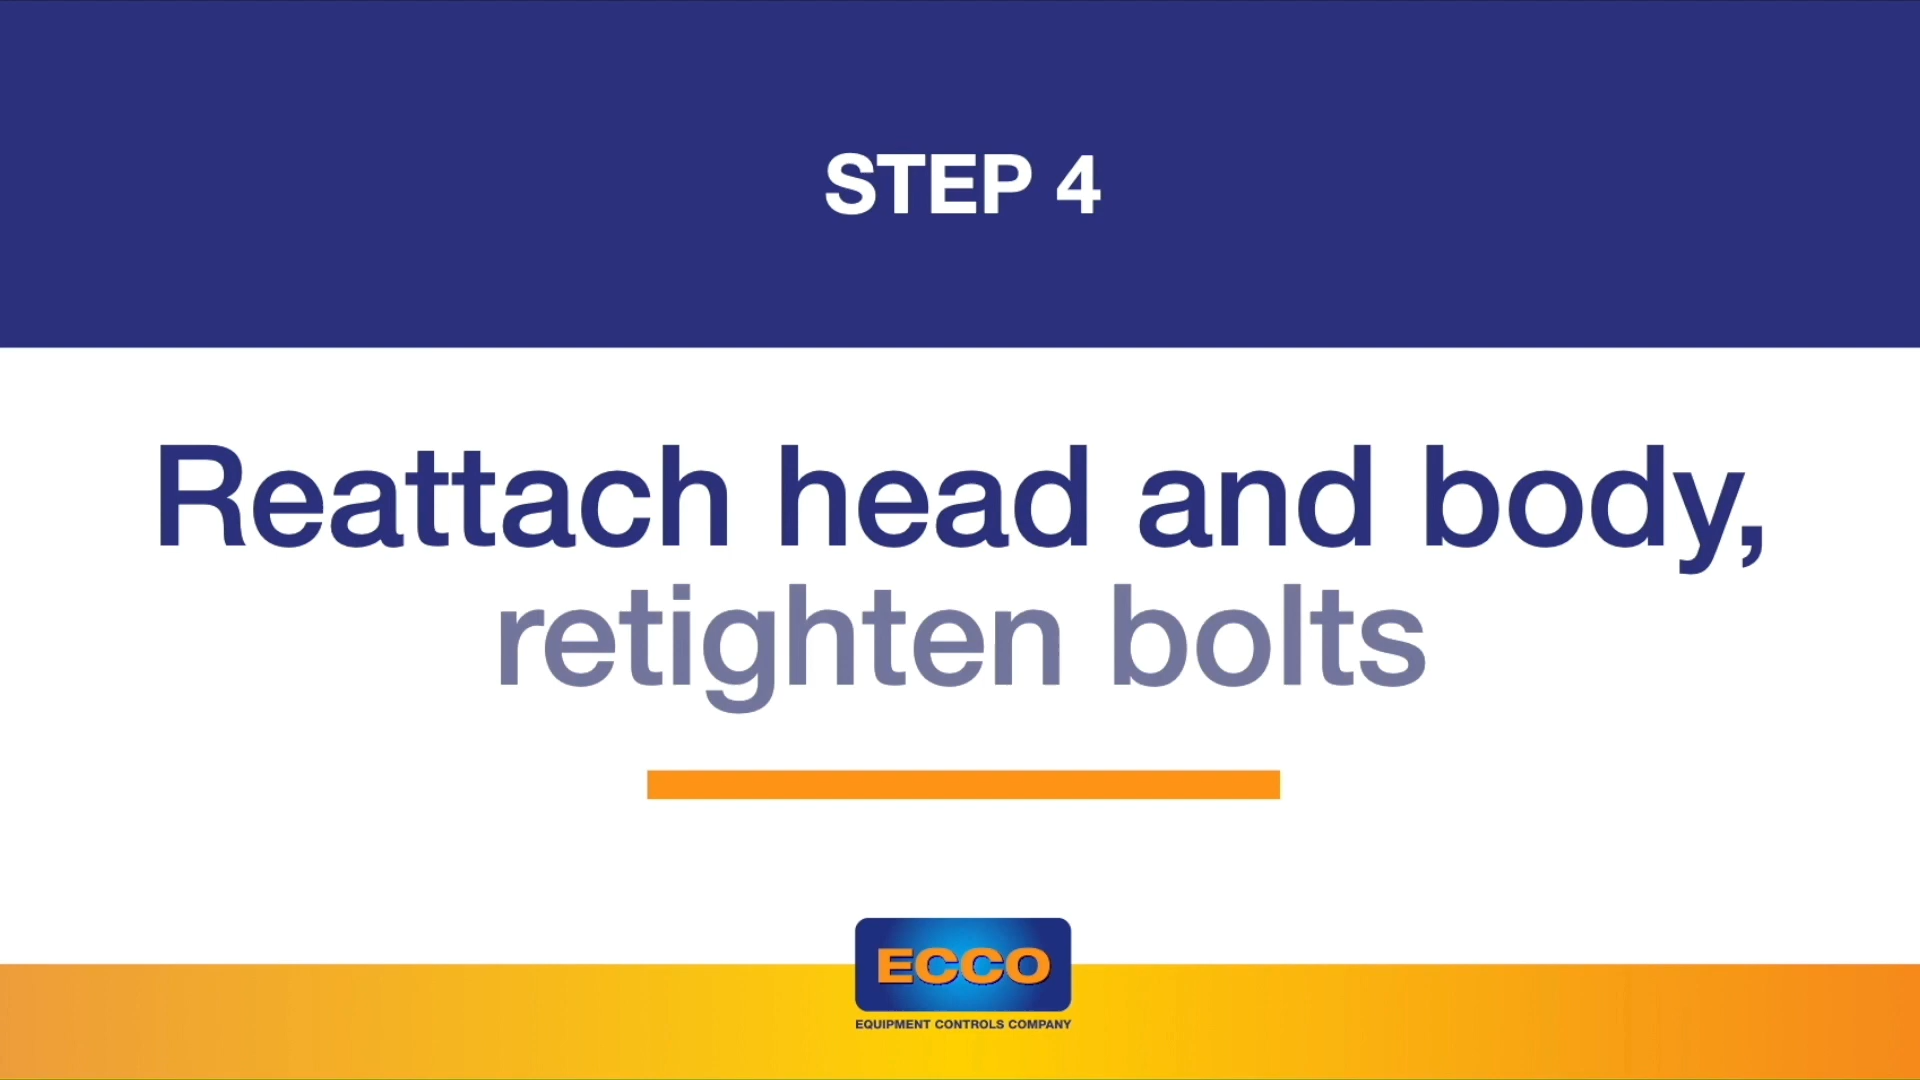 STEP 4
Reattach head and body,
retighten bolts
ECCO
EQUIPMENT CONTROLS COMPANY